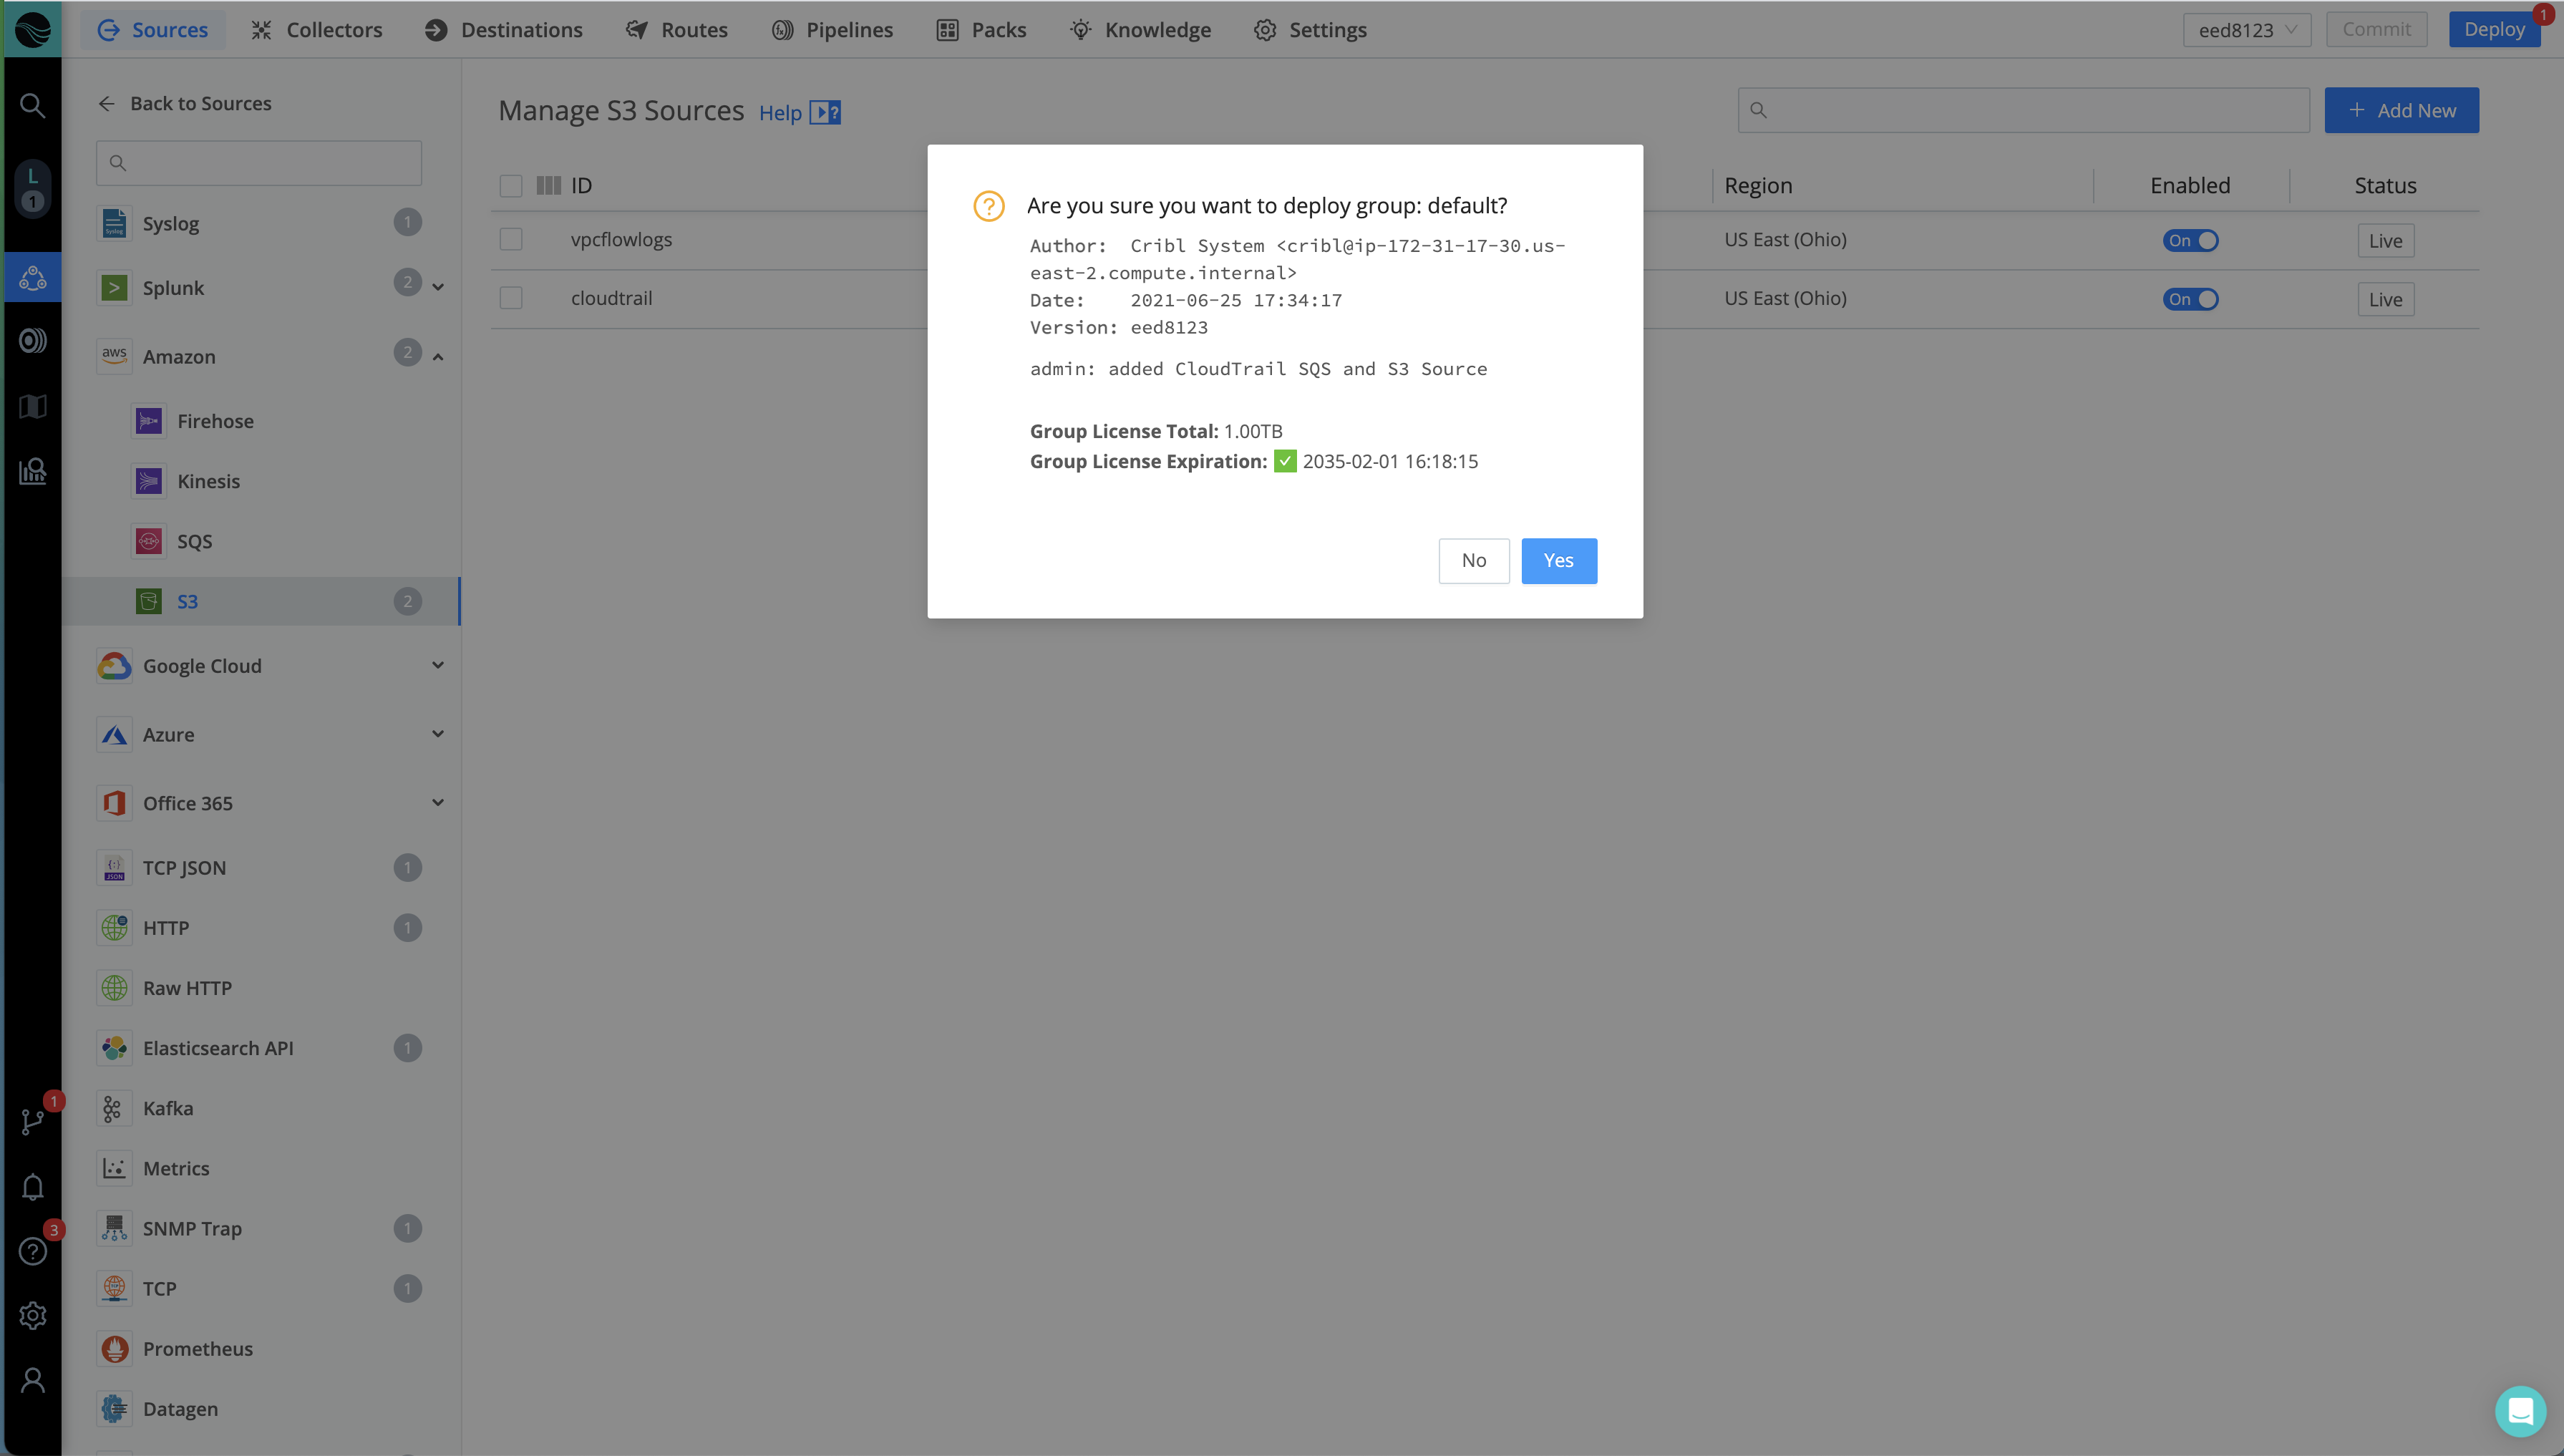 Sources
Collectors
Destinations
Routes
Pipelines
Packs
Knowledge
Settings
eed8123
Commit
Deploy
1
L
1
1
3
Back to Sources
Syslog
Syslog 1
Splunk 2
aws
Amazon 2
Firehose
Kinesis
SQS
S3 2
Google Cloud
Azure
Office 365
JSON
TCP JSON 1
HTTP 1
Raw HTTP
Elasticsearch API 1
Kafka
Metrics
SNMP Trap 1
TCP 1
Prometheus
Datagen
Manage S3 Sources Help ?
+ Add New
ID Region Enabled Status
vpcflowlogs US East (Ohio) On Live
cloudtrail US East (Ohio) On Live
Are you sure you want to deploy group: default?
Author: Cribl System <cribl@ip-172-31-17-30.us-
east-2.compute.internal>
Date: 2021-06-25 17:34:17
Version: eed8123
admin: added CloudTrail SQS and S3 Source
Group License Total: 1.00TB
Group License Expiration: ✅ 2035-02-01 16:18:15
No
Yes